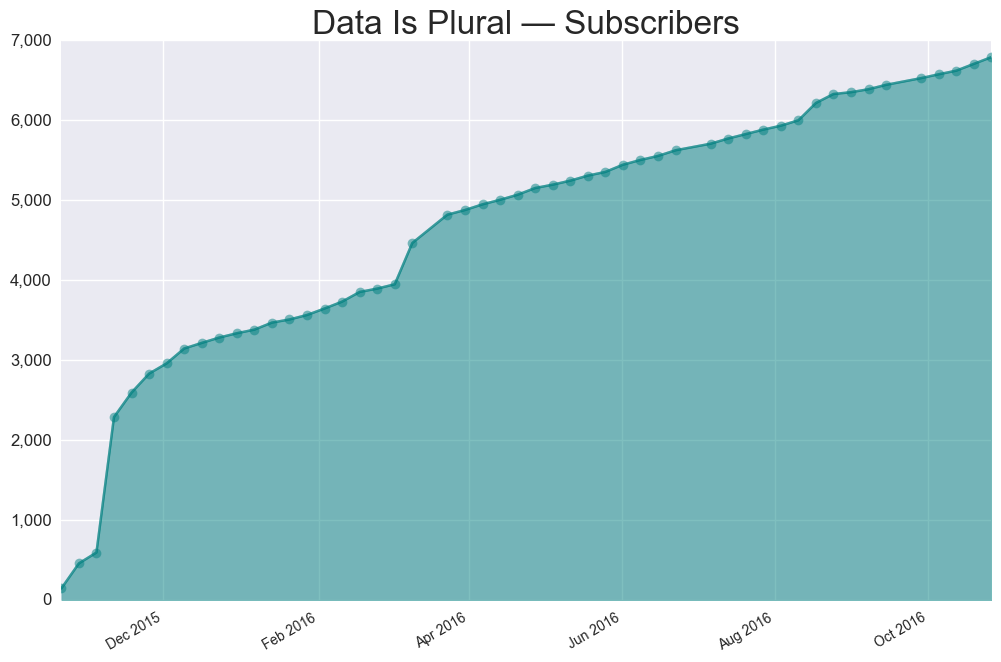 Data Is Plural — Subscribers
7,000
6,000
5,000
4,000
3,000
2,000
1,000
0
Dec 2015
Feb 2016
Apr 2016
Jun 2016
Aug 2016
Oct 2016